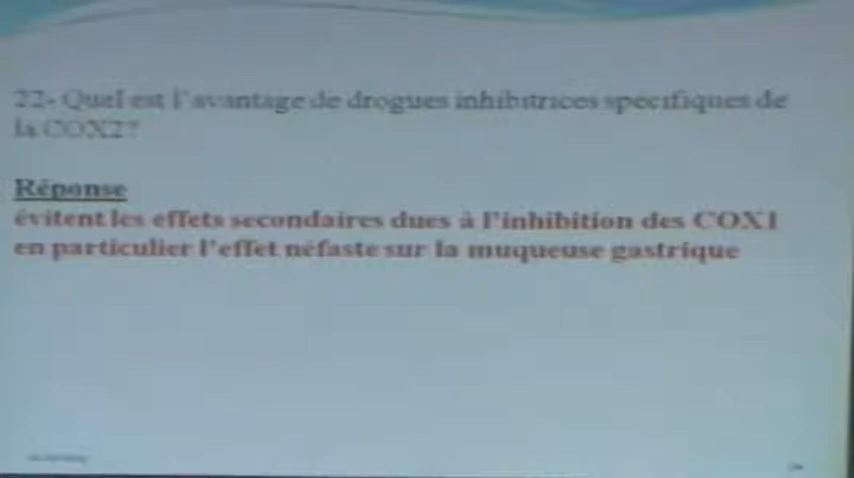 22- Quel est l'avantage de drogues inhibitrices spécifiques de
la COX2?
Réponse
évitent les effets secondaires dues à l'inhibition des COX1
en particulier l'effet néfaste sur la muqueuse gastrique